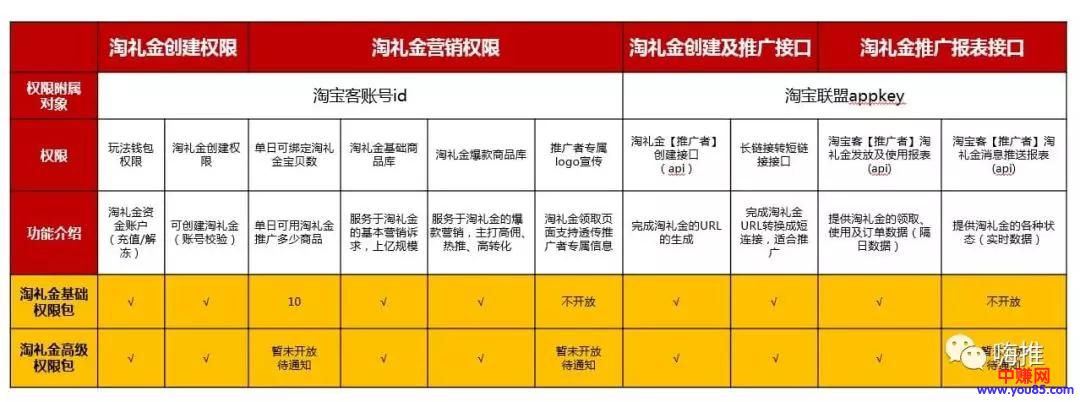 淘礼金创建权限 淘礼金营销权限 淘礼金创建及推广接口 淘礼金推广报表接口
权限附属
对象
淘宝客账号id
淘宝联盟appkey
权限
玩法钱包
权限
淘礼金创建权
限
单日可绑定淘礼
金宝贝数
淘礼金基础商
品库
淘礼金爆款商品库
推广者专属
logo宣传
淘礼金【推广者】
创建接口
（api）
长链接转短链
接接口
淘宝客【推广者】淘
礼金发放及使用报表
(api)
淘宝客【推广者】淘
礼金消息推送报表
(api)
功能介绍
淘礼金资
金账户
（充值/解
冻）
可创建淘礼金
（账号校验）
单日可用淘礼金
推广多少商品
服务于淘礼金
的基本营销诉
求，上亿规模
服务于淘礼金的爆
款营销，主打高佣、
热推、高转化
淘礼金领取页
面支持透传推
广者专属信息
完成淘礼金的URL
的生成
完成淘礼金
URL转换成短
连接，适合推
广
提供淘礼金的领取、
使用及订单数据（隔
日数据）
提供淘礼金的各种状
态（实时数据）
淘礼金基础
权限包
√ √ 10 √ √ 不开放 √ √ √ 不开放
淘礼金高级
权限包
√ √
暂未开放
待通知
√ √
暂未开放
待通知
√ √ √
待通知
嗨推
中赚网
www.you85.com